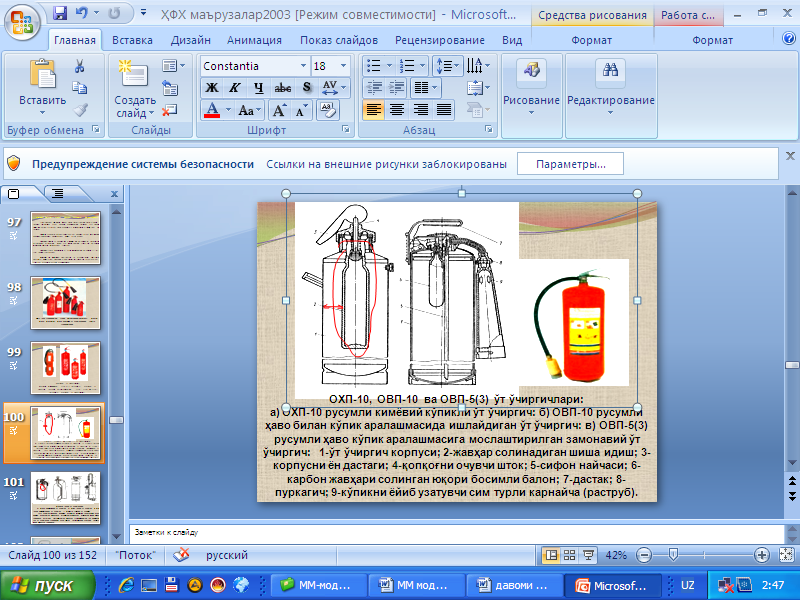 ҲФХ маърузалар2003 [Режим совместимости] - Microsoft...
Средства рисования
Работа с...
Главная Вставка Дизайн Анимация Показ слайдов Рецензирование Вид Формат Формат
Constantia 18
Вставить
Создать слайд
Ж К Ч abc S AV
А Aa A A
Рисование Редактирование
Буфер обмена Слайды Шрифт Абзац
Предупреждение системы безопасности Ссылки на внешние рисунки заблокированы Параметры...
97
98
99
100
101
ОХП-10, ОВП-10 ва ОВП-5(3) ўт ўчиргичлари:
а) ОХП-10 русумли кимёвий кўпикли ўт ўчиргич: б) ОВП-10 русумли
ҳаво билан кўпик аралашмасида ишлайдиган ўт ўчиргич: в) ОВП-5(3)
русумли ҳаво кўпик аралашмасига мослаштирилган замонавий ўт
ўчиргич: 1-ўт ўчиргич корпуси; 2-жавҳар солинадиган шиша идиш; 3-
корпусни ён дастаги; 4-қопқоғни очувчи шток; 5-сифон найчаси; 6-
карбон жавҳари солинган юқори босимли балон; 7-дастак; 8-
пуркагич; 9-кўпикни ёйиб узатувчи сим турли карнайча (раструб).
Заметки к слайду
Слайд 100 из 152 "Поток" русский 42%
пуск ММ-мод... ММ мод... давоми ... Microsof... UZ 2:47